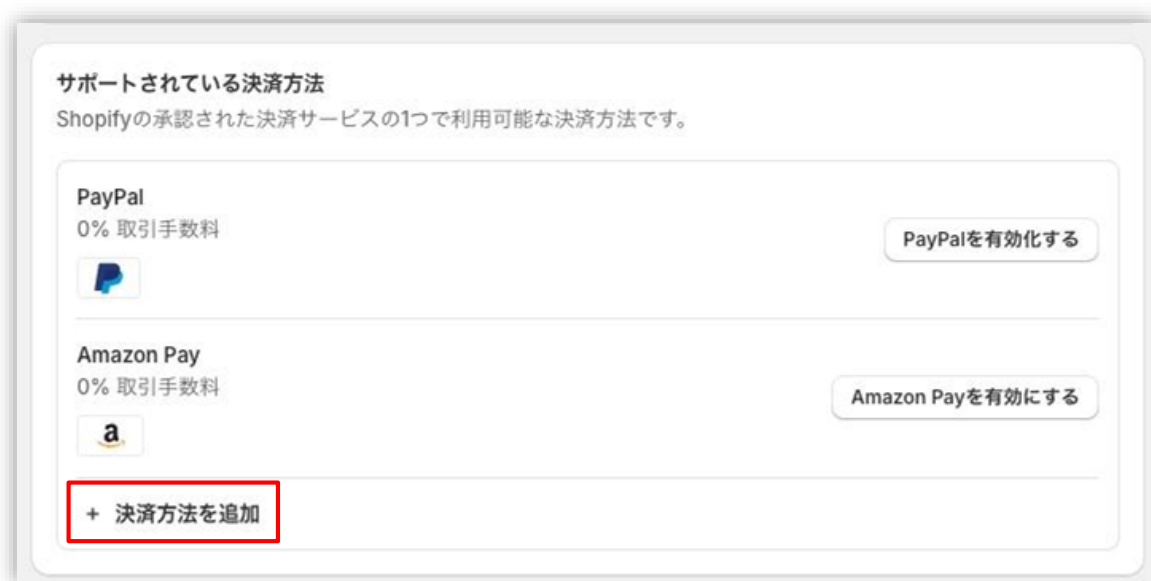 サポートされている決済方法
Shopifyの承認された決済サービスの1つで利用可能な決済方法です。
PayPal
0% 取引手数料
PayPalを有効化する
Amazon Pay
0% 取引手数料
Amazon Payを有効にする
a
+ 決済方法を追加